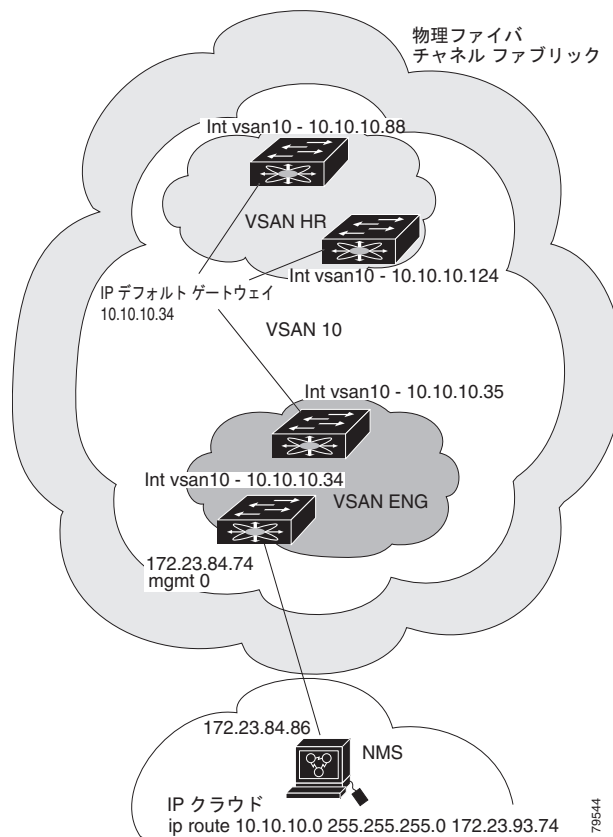 物理ファイバ
チャネル ファブリック
Int vsan10 - 10.10.10.88
VSAN HR
Int vsan10 - 10.10.10.124
IP デフォルト ゲートウェイ
10.10.10.34
VSAN 10
Int vsan10 - 10.10.10.35
Int vsan10 - 10.10.10.34
VSAN ENG
172.23.84.74
mgmt 0
172.23.84.86
NMS
IP クラウド
ip route 10.10.10.0 255.255.255.0 172.23.93.74
79544